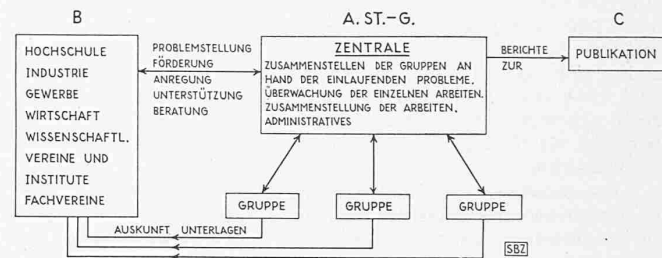 B
A. ST.-G.
C
HOCHSCHULE
INDUSTRIE
GEWERBE
WIRTSCHAFT
WISSENSCHAFTL.
VEREINE UND
INSTITUTE
FACHVEREINE
PROBLEMSTELLUNG
FÖRDERUNG
ANREGUNG
UNTERSTÜTZUNG
BERATUNG
ZENTRALE
ZUSAMMENSTELLEN DER GRUPPEN AN
HAND DER EINLAUFENDEN PROBLEME.
ÜBERWACHUNG DER EINZELNEN ARBEITEN.
ZUSAMMENSTELLUNG DER ARBEITEN.
ADMINISTRATIVES
BERICHTE
ZUR
PUBLIKATION
GRUPPE
GRUPPE
GRUPPE
AUSKUNFT UNTERLAGEN
SBZ